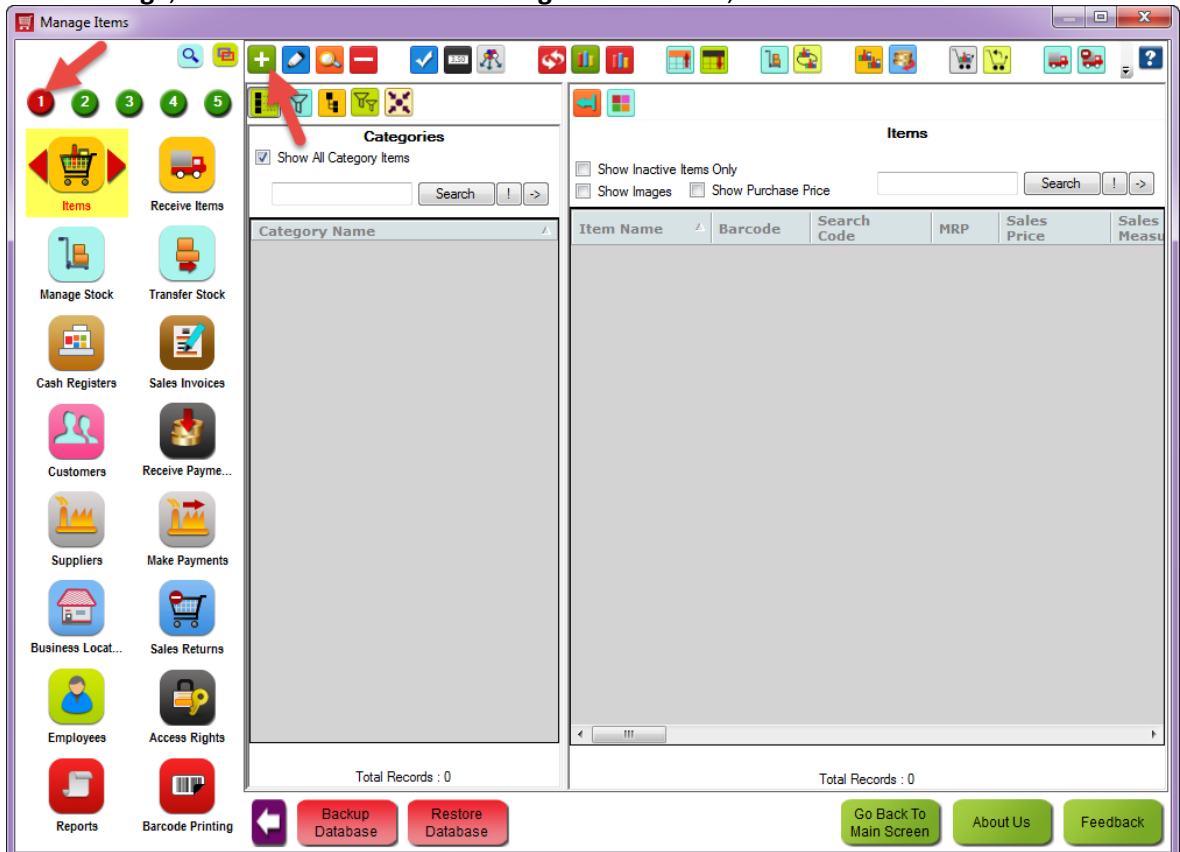 Manage Items
1 2 3 4 5
Items
Receive Items
Manage Stock
Transfer Stock
Cash Registers
Sales Invoices
Customers
Receive Payme...
Suppliers
Make Payments
Business Locat...
Sales Returns
Employees
Access Rights
Reports
Barcode Printing
3.50
?
Categories
Show All Category Items
Search ! ->
Category Name
Total Records : 0
Items
Show Inactive Items Only
Show Images Show Purchase Price
Search ! ->
Item Name Barcode Search Code MRP Sales Price Sales Measu
Total Records : 0
Backup Database
Restore Database
Go Back To Main Screen
About Us
Feedback